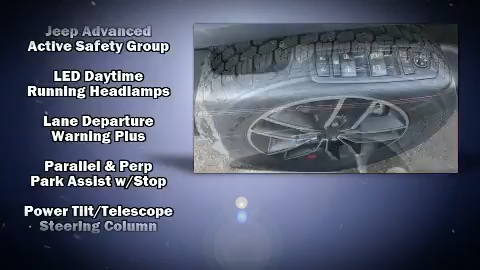 Jeep Advanced
Active Safety Group
LED Daytime
Running Headlamps
Lane Departure
Warning Plus
Parallel & Perp
Park Assist w/Stop
Power Tilt/Telescope
Steering Column